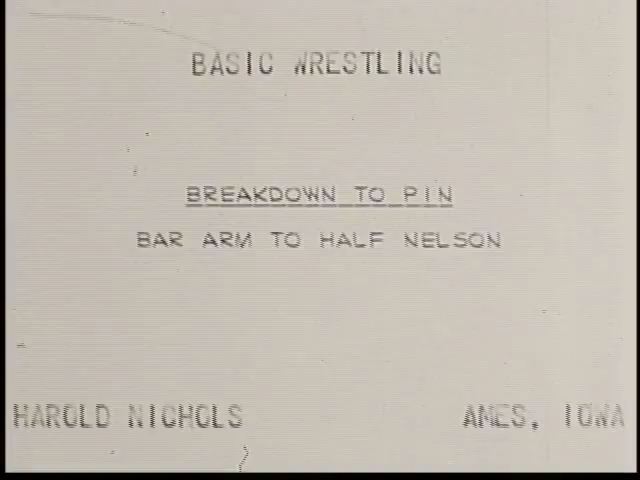 BASIC WRESTLING
BREAKDOWN TO PIN
BAR ARM TO HALF NELSON
HAROLD NICHOLS
AMES, IOWA